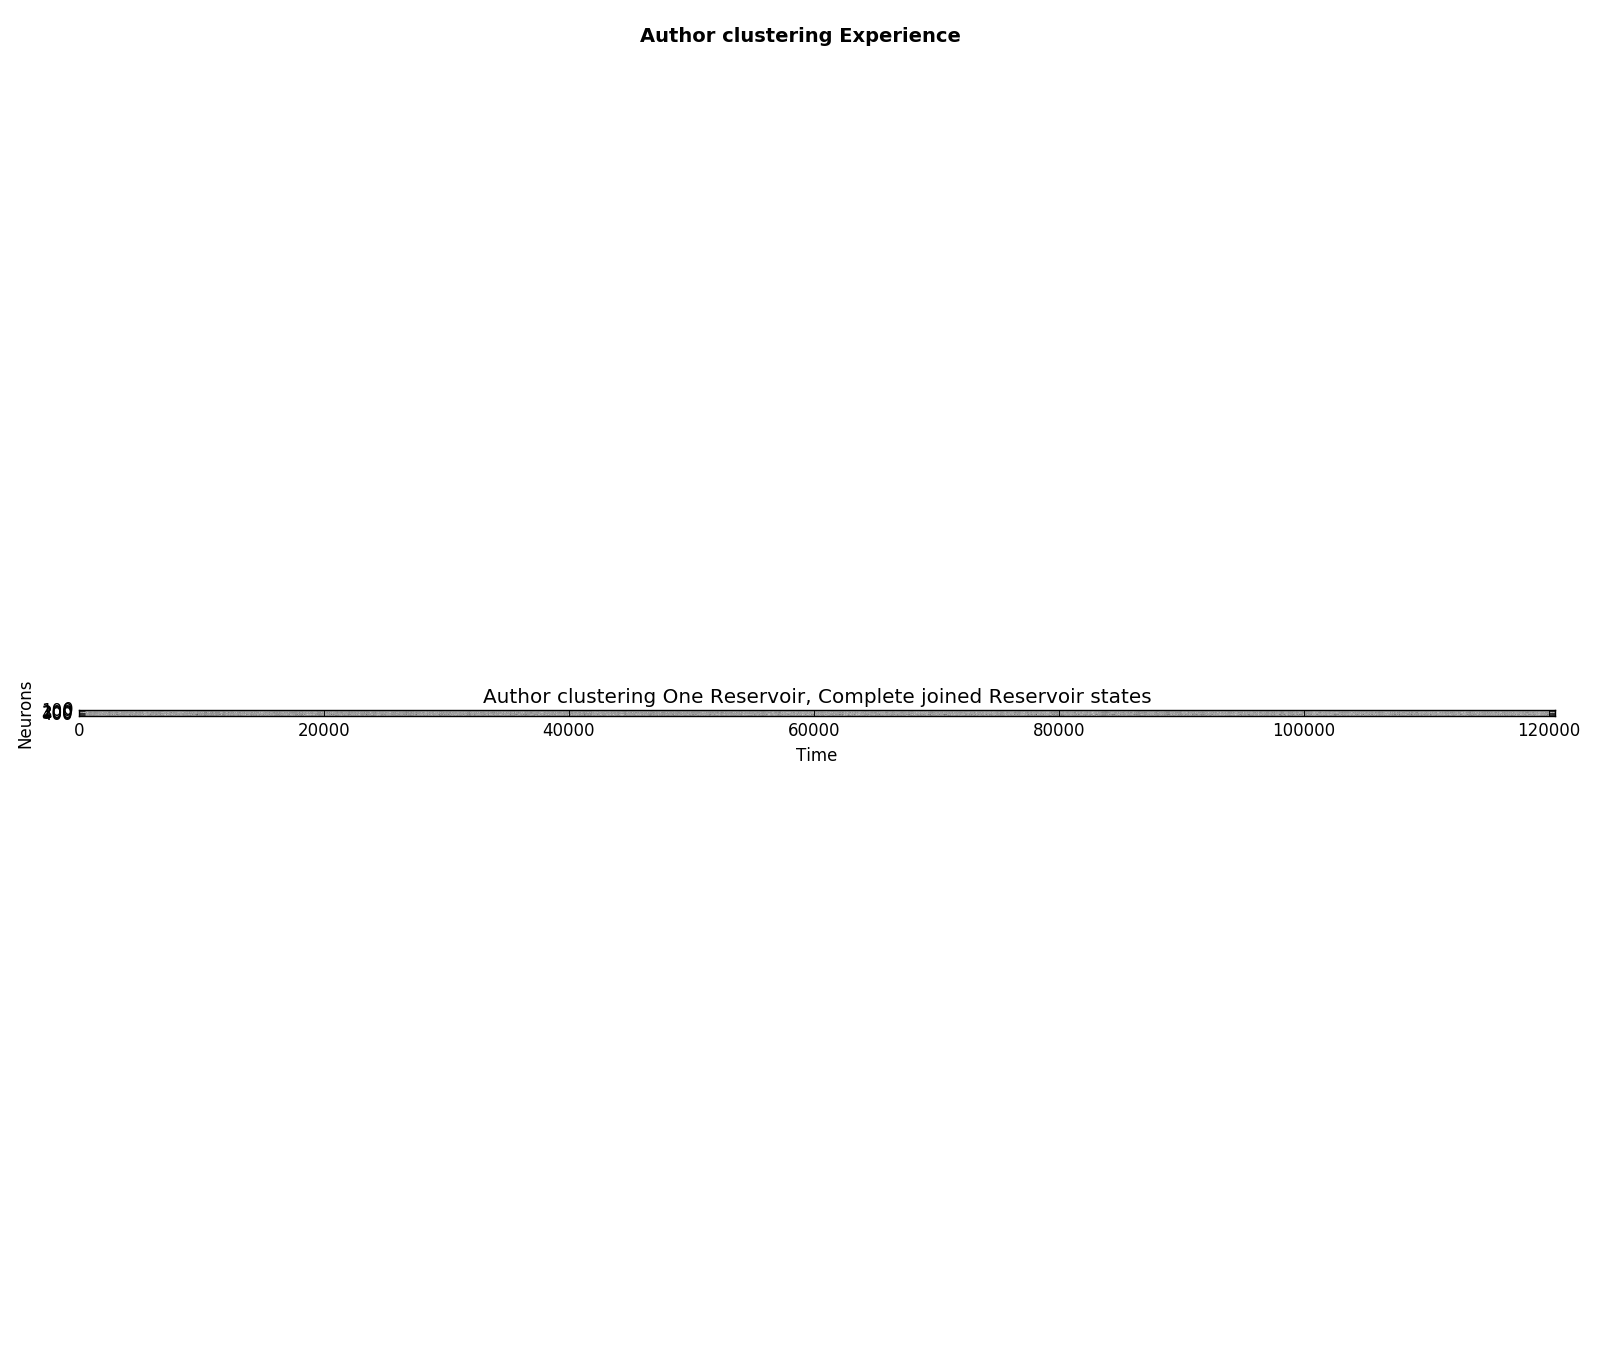 Author clustering Experience
Author clustering One Reservoir, Complete joined Reservoir states
Neurons
0 20000 40000 60000 80000 100000 120000
Time